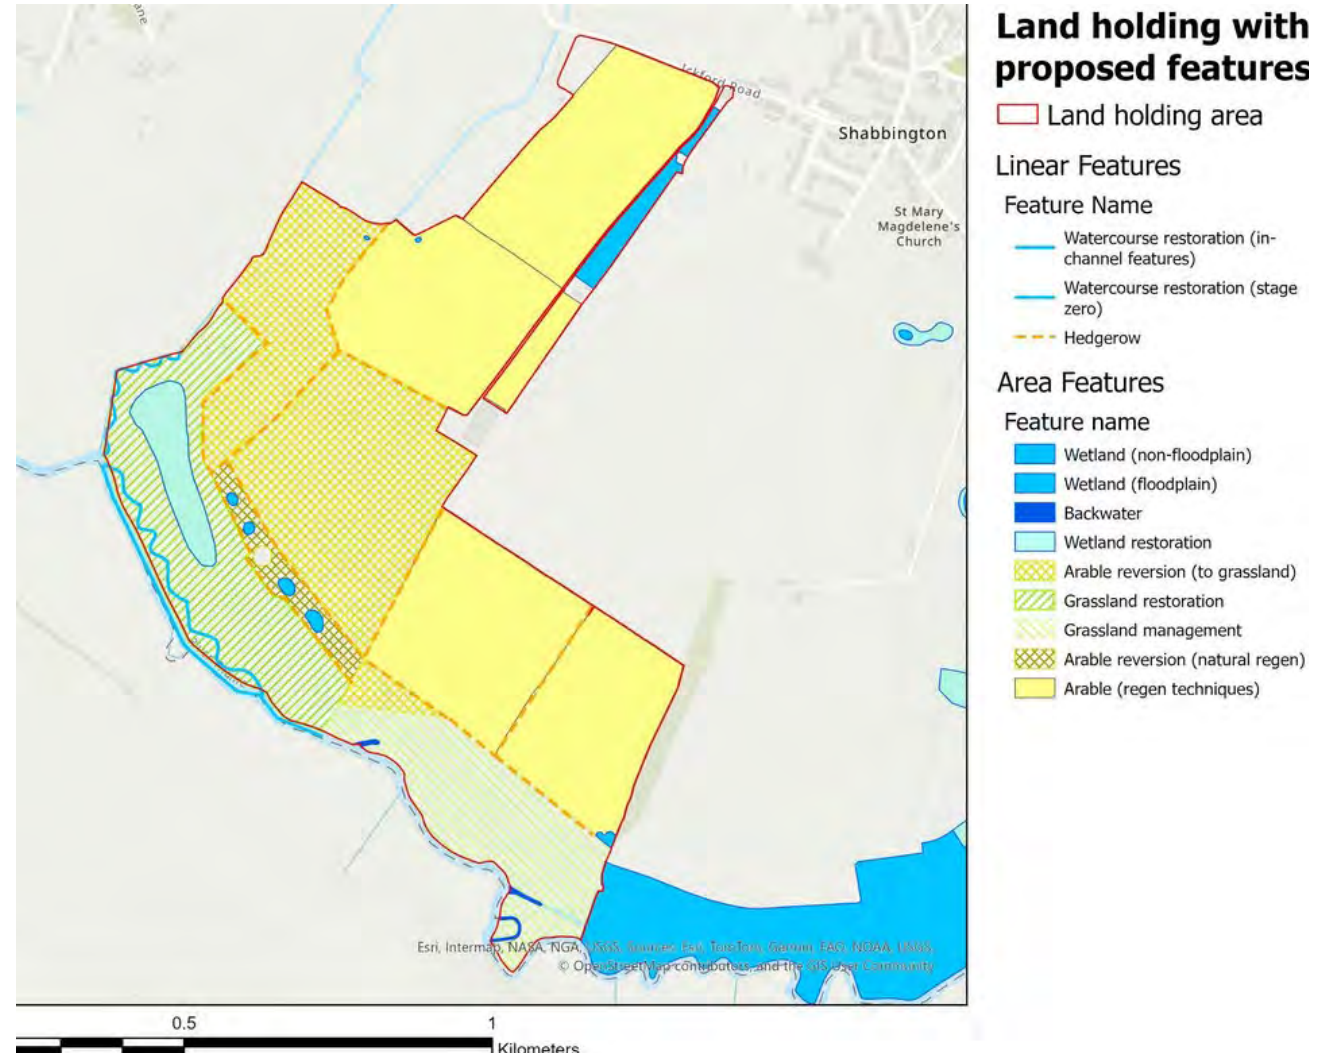 ane
Ickford Road
Shabbington
St Mary
Magdelene's
Church
Esri, Intermap, NASA, NGA, USGS, Sources: Esri, TomTom, Garmin, FAO, NOAA, USGS,
© OpenStreetMap contributors, and the GIS User Community
0.5
1
Kilometers
Land holding with
proposed features
Land holding area
Linear Features
Feature Name
Watercourse restoration (in-
channel features)
Watercourse restoration (stage
zero)
Hedgerow
Area Features
Feature name
Wetland (non-floodplain)
Wetland (floodplain)
Backwater
Wetland restoration
Arable reversion (to grassland)
Grassland restoration
Grassland management
Arable reversion (natural regen)
Arable (regen techniques)